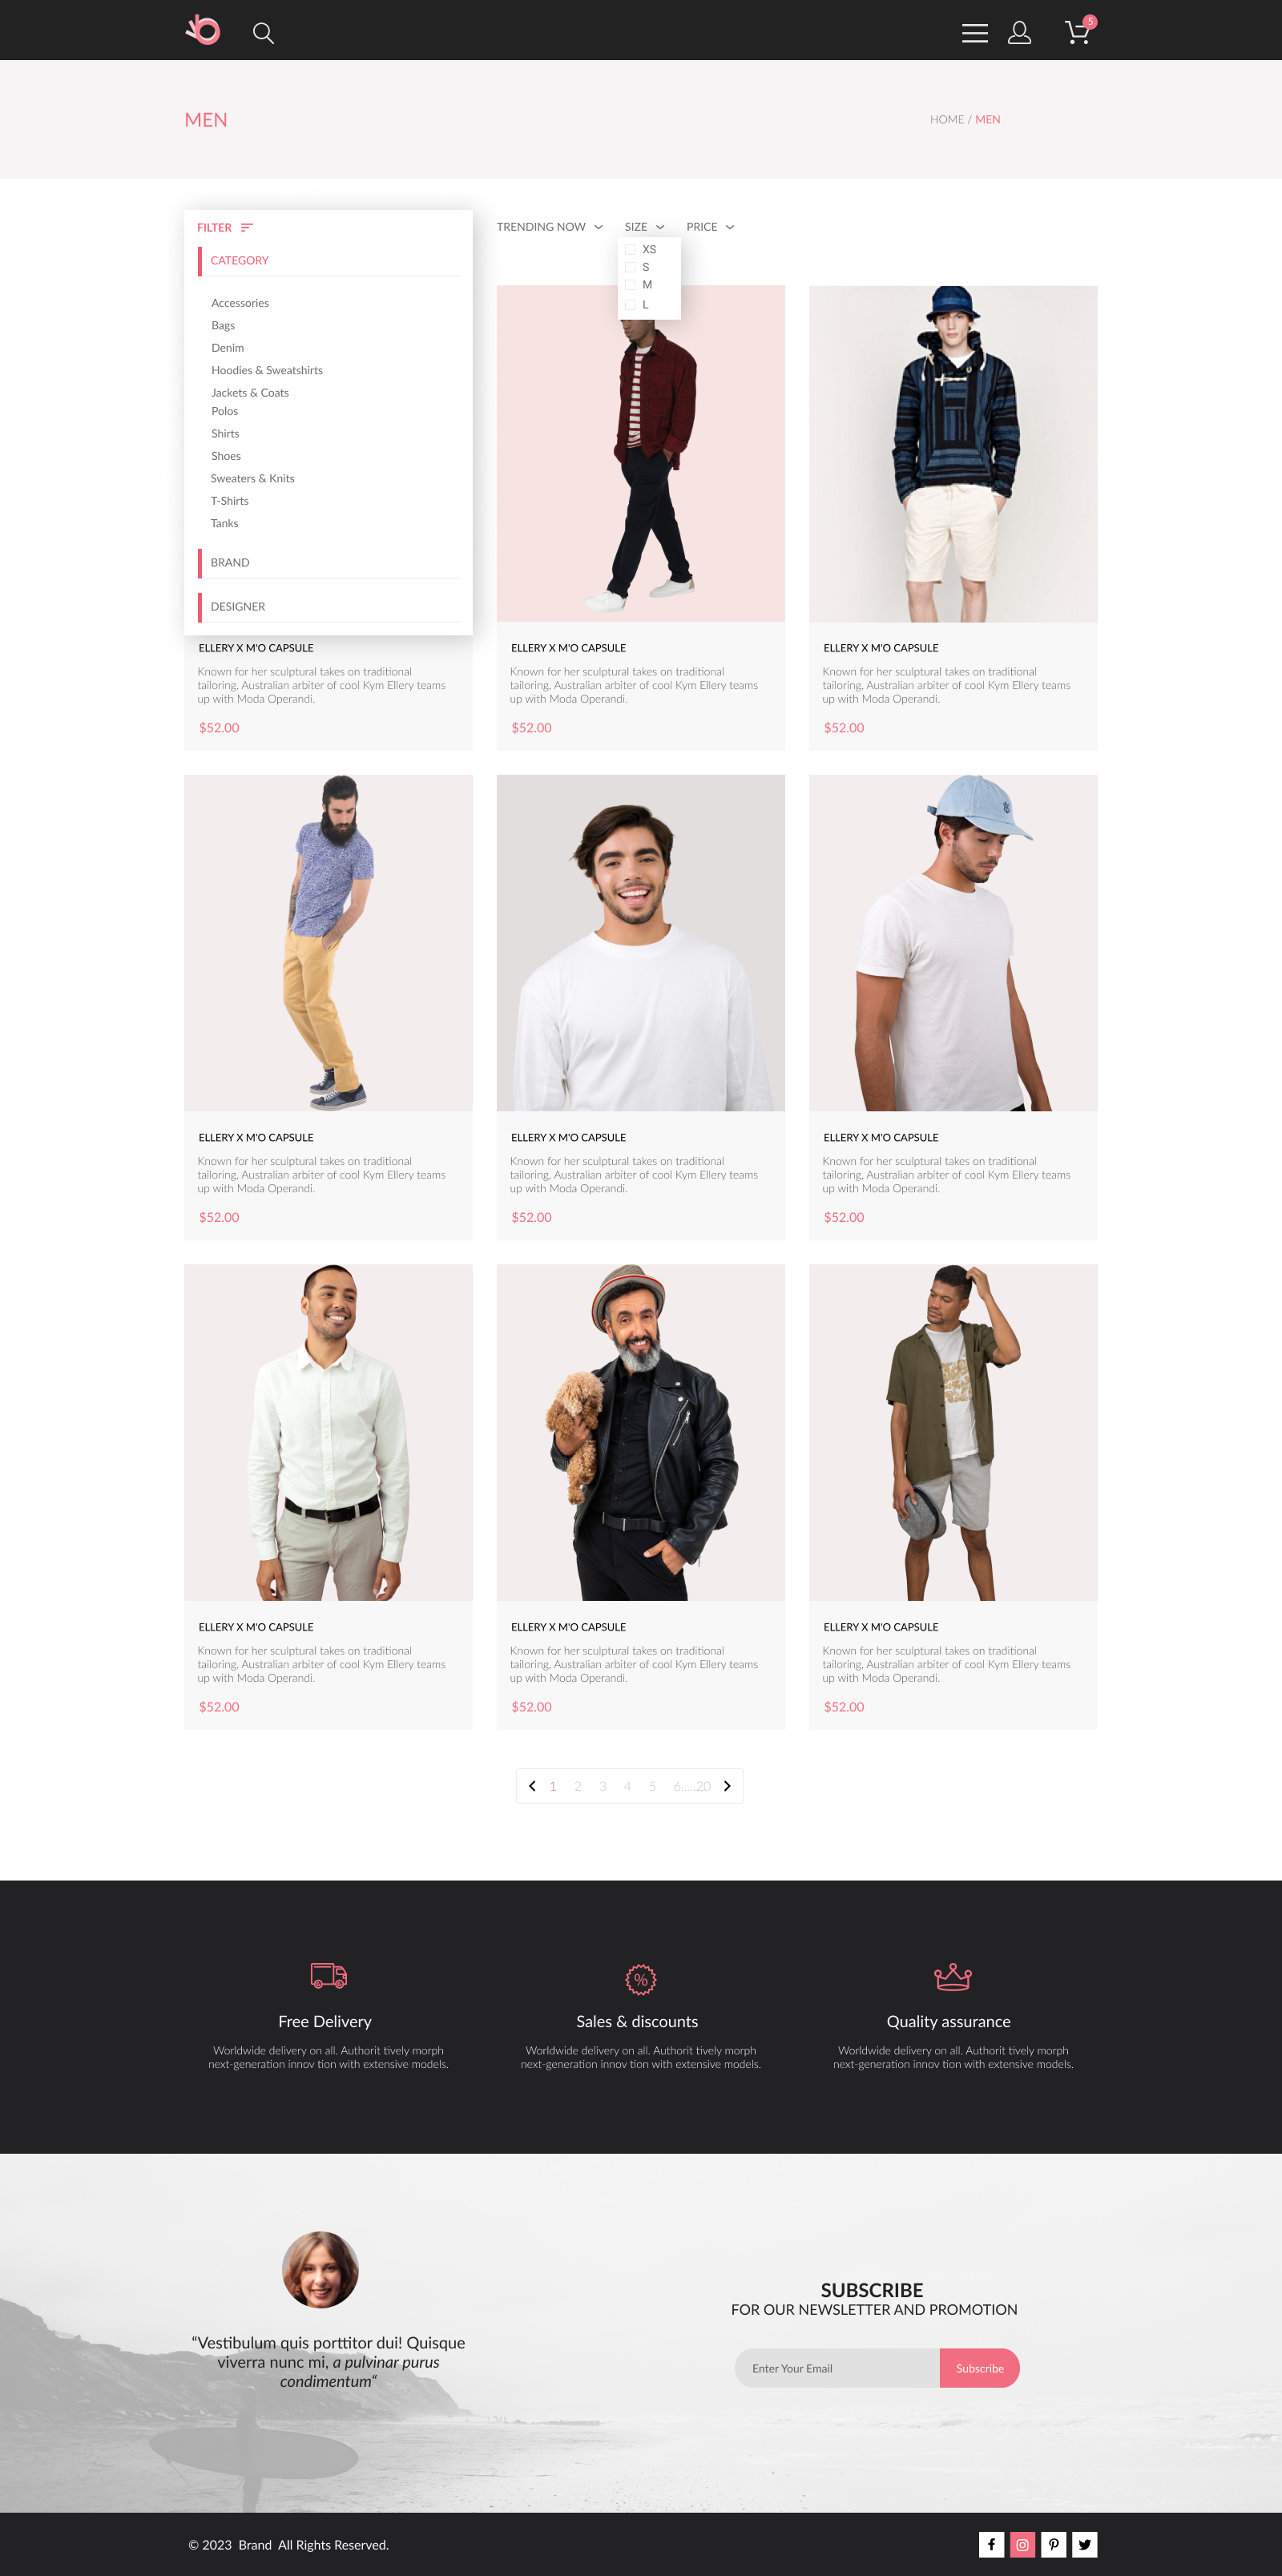 5
MEN
HOME / MEN
FILTER
CATEGORY
Accessories
Bags
Denim
Hoodies & Sweatshirts
Jackets & Coats
Polos
Shirts
Shoes
Sweaters & Knits
T-Shirts
Tanks
BRAND
DESIGNER
TRENDING NOW
SIZE
PRICE
XS
S
M
L
ELLERY X M'O CAPSULE
Known for her sculptural takes on traditional
tailoring, Australian arbiter of cool Kym Ellery teams
up with Moda Operandi.
$52.00
ELLERY X M'O CAPSULE
Known for her sculptural takes on traditional
tailoring, Australian arbiter of cool Kym Ellery teams
up with Moda Operandi.
$52.00
ELLERY X M'O CAPSULE
Known for her sculptural takes on traditional
tailoring, Australian arbiter of cool Kym Ellery teams
up with Moda Operandi.
$52.00
ELLERY X M'O CAPSULE
Known for her sculptural takes on traditional
tailoring, Australian arbiter of cool Kym Ellery teams
up with Moda Operandi.
$52.00
ELLERY X M'O CAPSULE
Known for her sculptural takes on traditional
tailoring, Australian arbiter of cool Kym Ellery teams
up with Moda Operandi.
$52.00
ELLERY X M'O CAPSULE
Known for her sculptural takes on traditional
tailoring, Australian arbiter of cool Kym Ellery teams
up with Moda Operandi.
$52.00
ELLERY X M'O CAPSULE
Known for her sculptural takes on traditional
tailoring, Australian arbiter of cool Kym Ellery teams
up with Moda Operandi.
$52.00
ELLERY X M'O CAPSULE
Known for her sculptural takes on traditional
tailoring, Australian arbiter of cool Kym Ellery teams
up with Moda Operandi.
$52.00
ELLERY X M'O CAPSULE
Known for her sculptural takes on traditional
tailoring, Australian arbiter of cool Kym Ellery teams
up with Moda Operandi.
$52.00
1 2 3 4 5 6.....20
Free Delivery
Worldwide delivery on all. Authorit tively morph
next-generation innov tion with extensive models.
%
Sales & discounts
Worldwide delivery on all. Authorit tively morph
next-generation innov tion with extensive models.
Quality assurance
Worldwide delivery on all. Authorit tively morph
next-generation innov tion with extensive models.
“Vestibulum quis porttitor dui! Quisque
viverra nunc mi, a pulvinar purus
condimentum“
SUBSCRIBE
FOR OUR NEWSLETTER AND PROMOTION
Enter Your Email
Subscribe
© 2023 Brand All Rights Reserved.